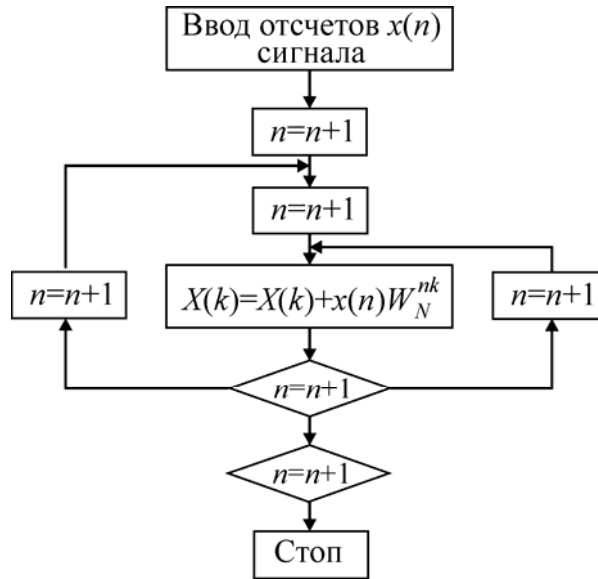 Ввод отсчетов x(n)
сигнала
n=n+1
n=n+1
n=n+1
X(k)=X(k)+x(n)W_N^{nk}
n=n+1
n=n+1
n=n+1
Стоп